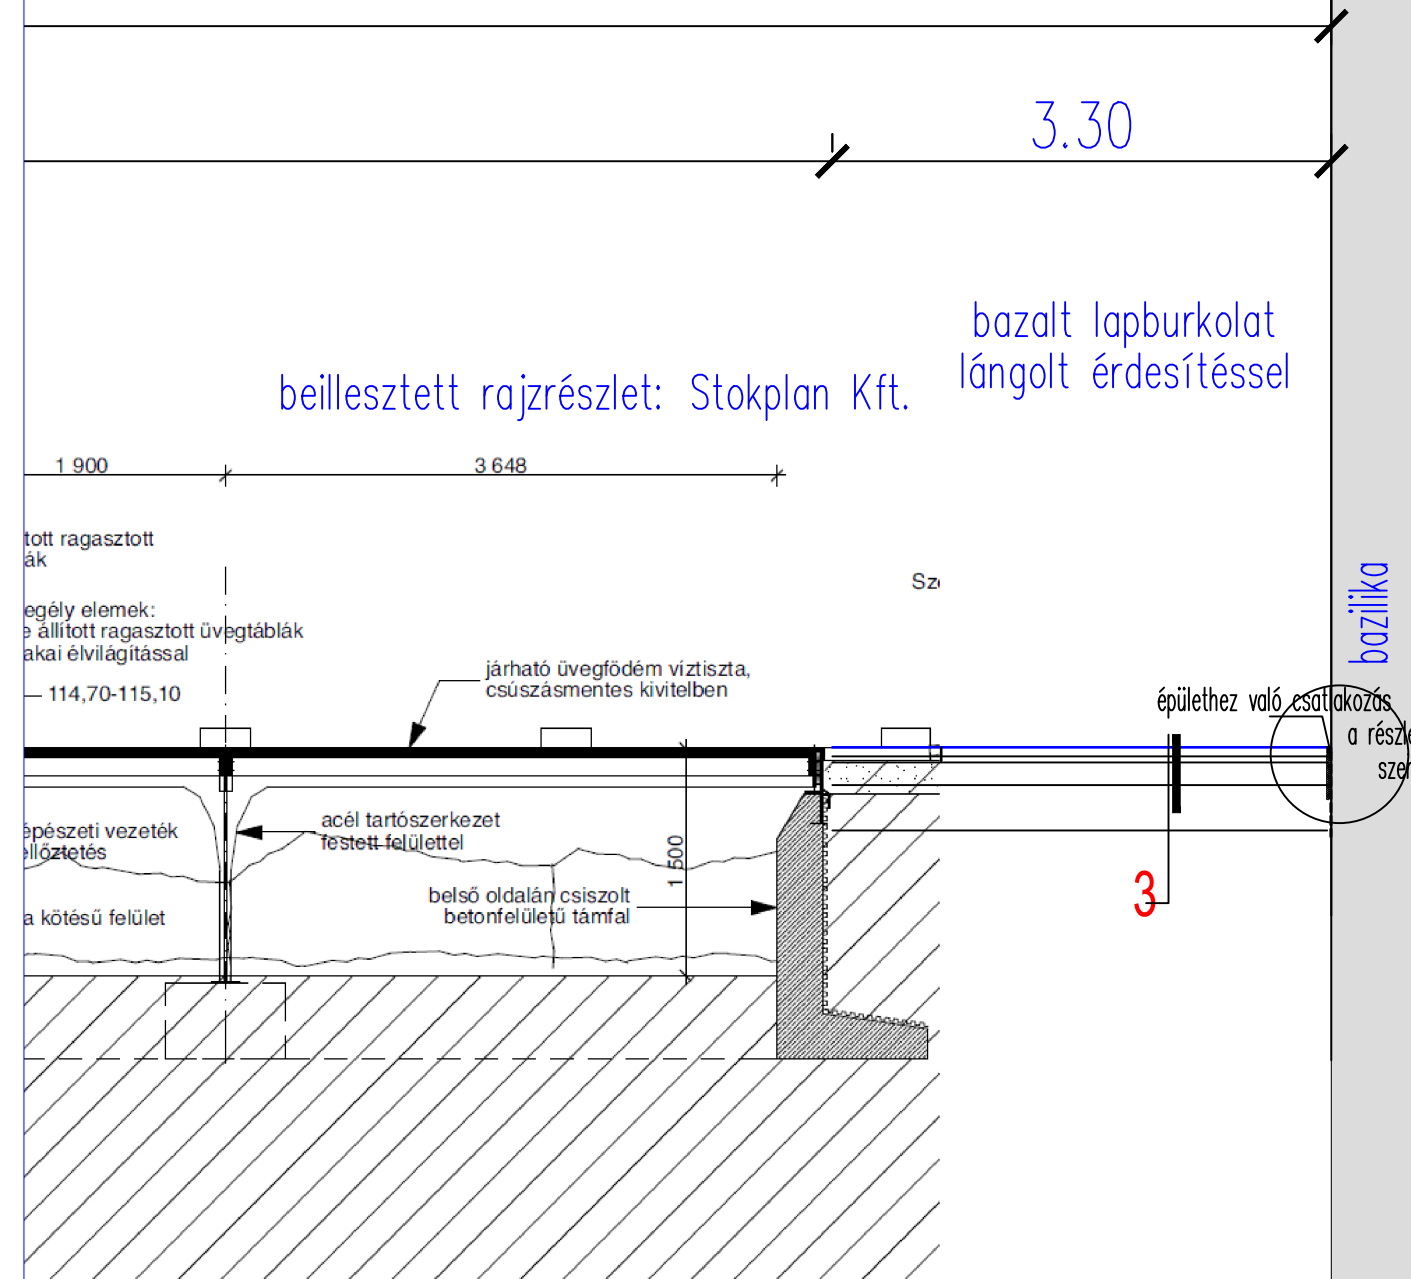 3.30
bazalt lapburkolat
lángolt érdesítéssel
beillesztett rajzrészlet: Stokplan Kft.
1 900
3 648
tott ragasztott
ák
egély elemek:
állított ragasztott üvegtáblák
akai élvilágítással
114,70-115,10
járható üvegfödém víztiszta,
csúszásmentes kivitelben
bazilika
épülethez való csatlakozás
a
acél tartószerkezet
festett felülettel
épészeti vezeték
ellőztetés
1 500
belső oldalán csiszolt
betonfelületű támfal
a kötésű felület
3